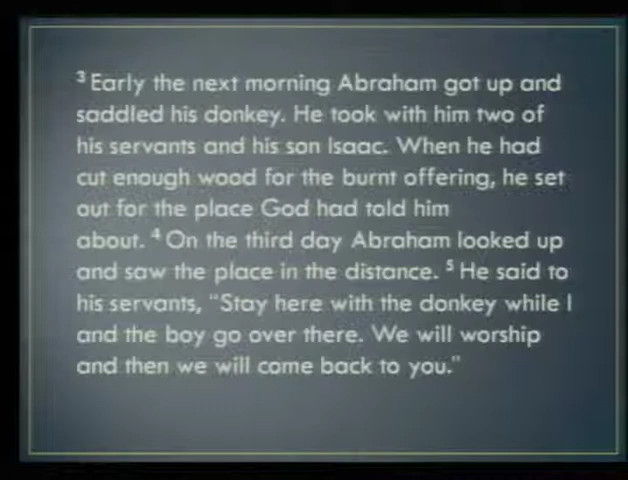 ³ Early the next morning Abraham got up and
saddled his donkey. He took with him two of
his servants and his son Isaac. When he had
cut enough wood for the burnt offering, he set
out for the place God had told him
about. ⁴ On the third day Abraham looked up
and saw the place in the distance. ⁵ He said to
his servants, “Stay here with the donkey while I
and the boy go over there. We will worship
and then we will come back to you.”